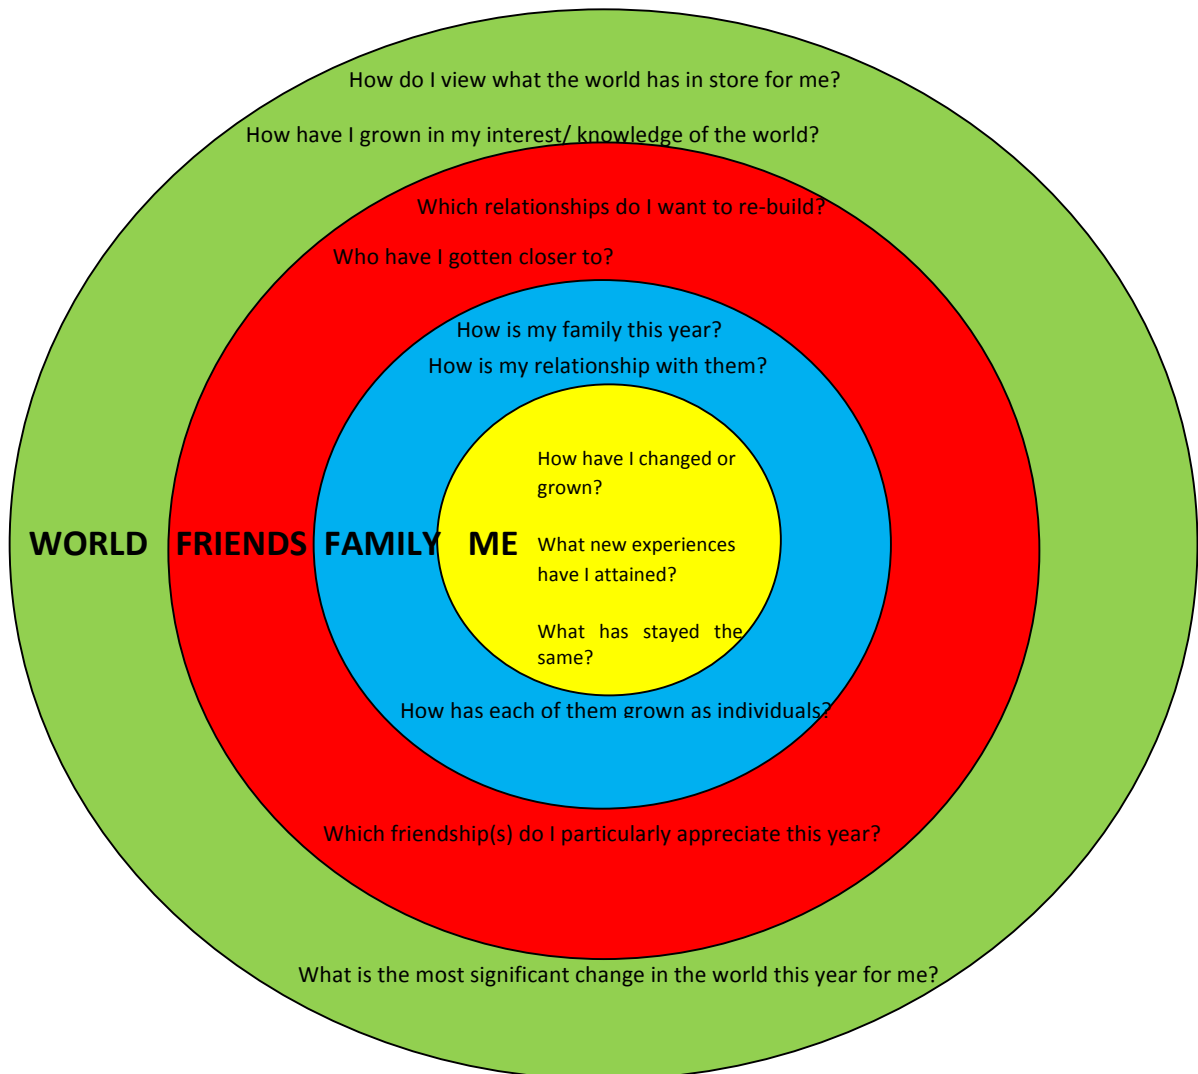 How do I view what the world has in store for me?
How have I grown in my interest/ knowledge of the world?
Which relationships do I want to re-build?
Who have I gotten closer to?
How is my family this year?
How is my relationship with them?
How have I changed or
grown?
WORLD FRIENDS FAMILY ME
What new experiences
have I attained?
What has stayed the
same?
How has each of them grown as individuals?
Which friendship(s) do I particularly appreciate this year?
What is the most significant change in the world this year for me?